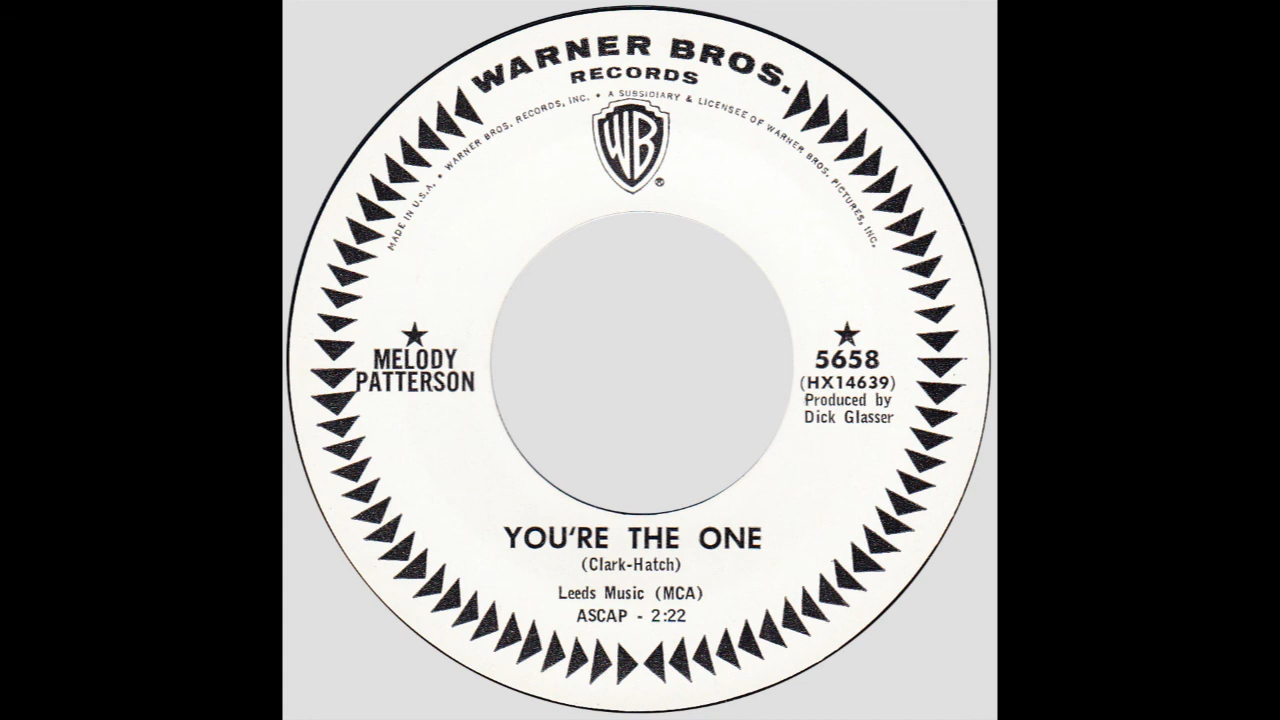 WARNER BROS.
RECORDS
MADE IN U.S.A. • WARNER BROS. RECORDS, INC. • A SUBSIDIARY & LICENSEE OF WARNER BROS. PICTURES, INC.
WB
®
★
MELODY
PATTERSON
★
5658
(HX14639)
Produced by
Dick Glasser
YOU'RE THE ONE
(Clark-Hatch)
Leeds Music (MCA)
ASCAP - 2:22